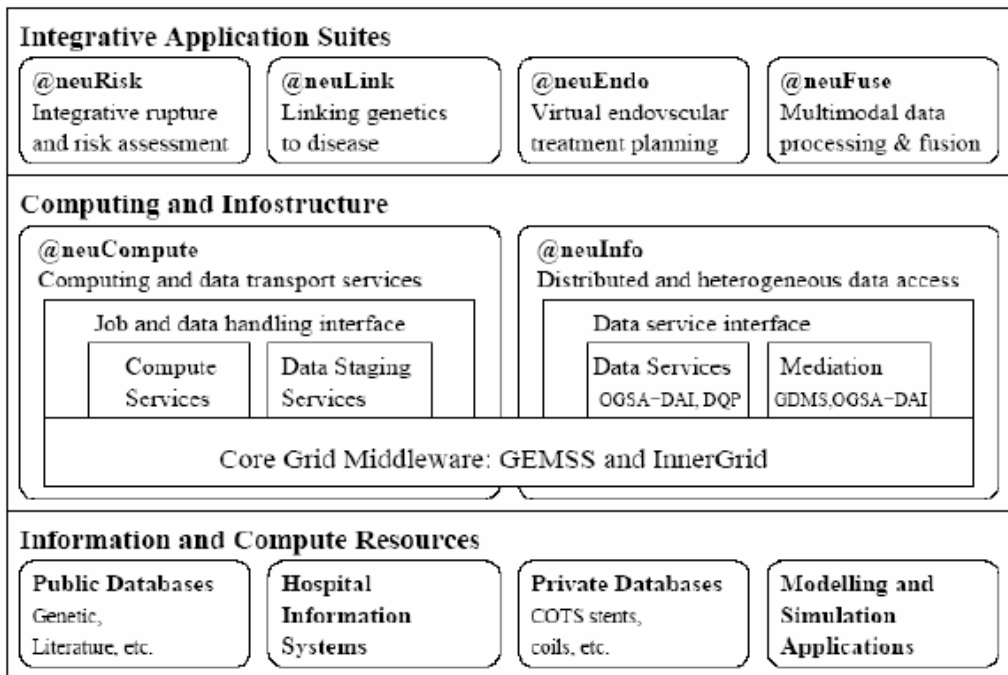 Integrative Application Suites
@neuRisk
Integrative rupture
and risk assessment
@neuLink
Linking genetics
to disease
@neuEndo
Virtual endovscular
treatment planning
@neuFuse
Multimodal data
processing & fusion
Computing and Infostructure
@neuCompute
Computing and data transport services
Job and data handling interface
Compute
Services
Data Staging
Services
@neuInfo
Distributed and heterogeneous data access
Data service interface
Data Services
OGSA-DAI, DQP
Mediation
GDMS,OGSA-DAI
Core Grid Middleware: GEMSS and InnerGrid
Information and Compute Resources
Public Databases
Genetic,
Literature, etc.
Hospital
Information
Systems
Private Databases
COTS stents,
coils, etc.
Modelling and
Simulation
Applications